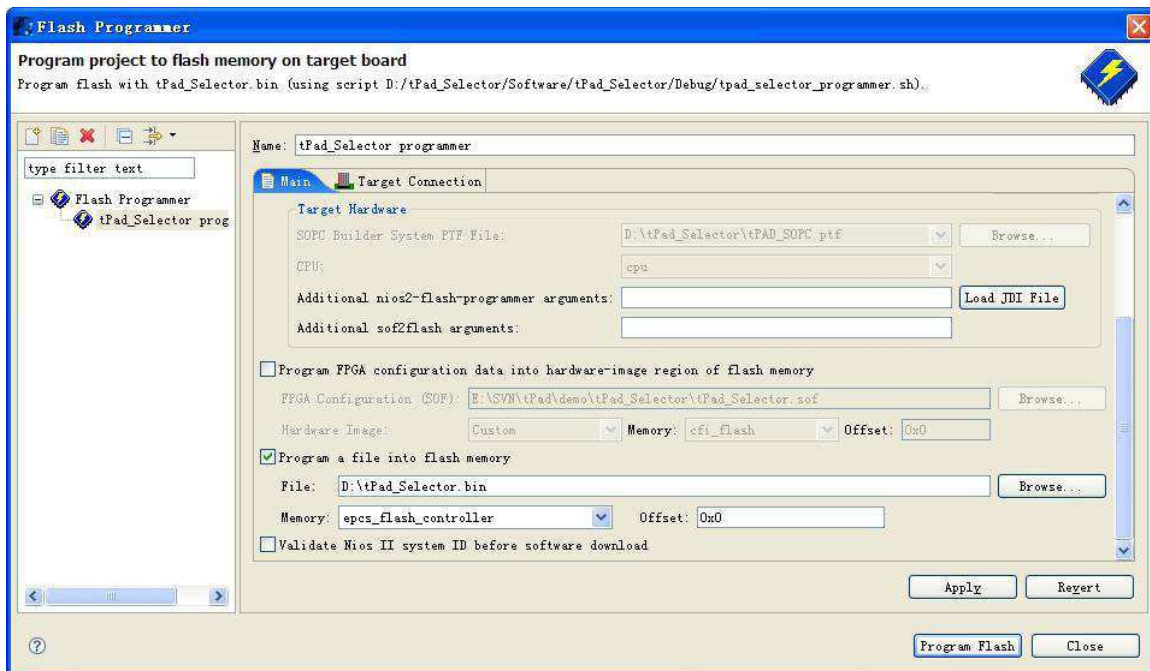 Flash Programmer
Program project to flash memory on target board
Program flash with tPad_Selector.bin (using script D:/tPad_Selector/Software/tPad_Selector/Debug/tpad_selector_programmer.sh).
Name: tPad_Selector programmer
type filter text
Main Target Connection
Flash Programmer
tPad_Selector prog
Target Hardware
SOPC Builder System PTF File: D:\tPad_Selector\tPAD_SOPC.ptf Browse...
CPU: cpu
Additional nios2-flash-programmer arguments: Load JDI File
Additional sof2flash arguments:
Program FPGA configuration data into hardware-image region of flash memory
FPGA Configuration (SOF): E:\SVN\tPad\demo\tPad_Selector\tPad_Selector.sof Browse...
Hardware Image: Custom Memory: cfi_flash Offset: 0x0
Program a file into flash memory
File: D:\tPad_Selector.bin Browse...
Memory: epcs_flash_controller Offset: 0x0
Validate Nios II system ID before software download
Apply Revert
Program Flash Close